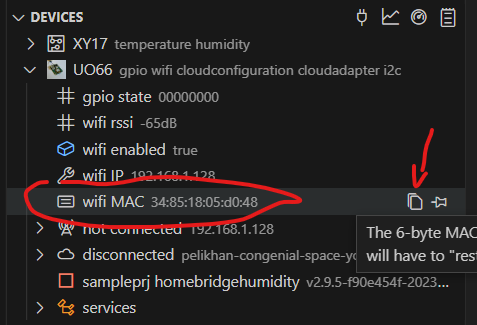 DEVICES
XY17 temperature humidity
UO66 gpio wifi cloudconfiguration cloudadapter i2c
gpio state 00000000
wifi rssi -65dB
wifi enabled true
wifi IP 192.168.1.128
wifi MAC 34:85:18:05:d0:48
not connected 192.168.1.128
The 6-byte MAC
disconnected pelikhan-congenial-space-
will have to "res
sampleprj homebridgehumidity v2.9.5-f90e454f-2023...
services